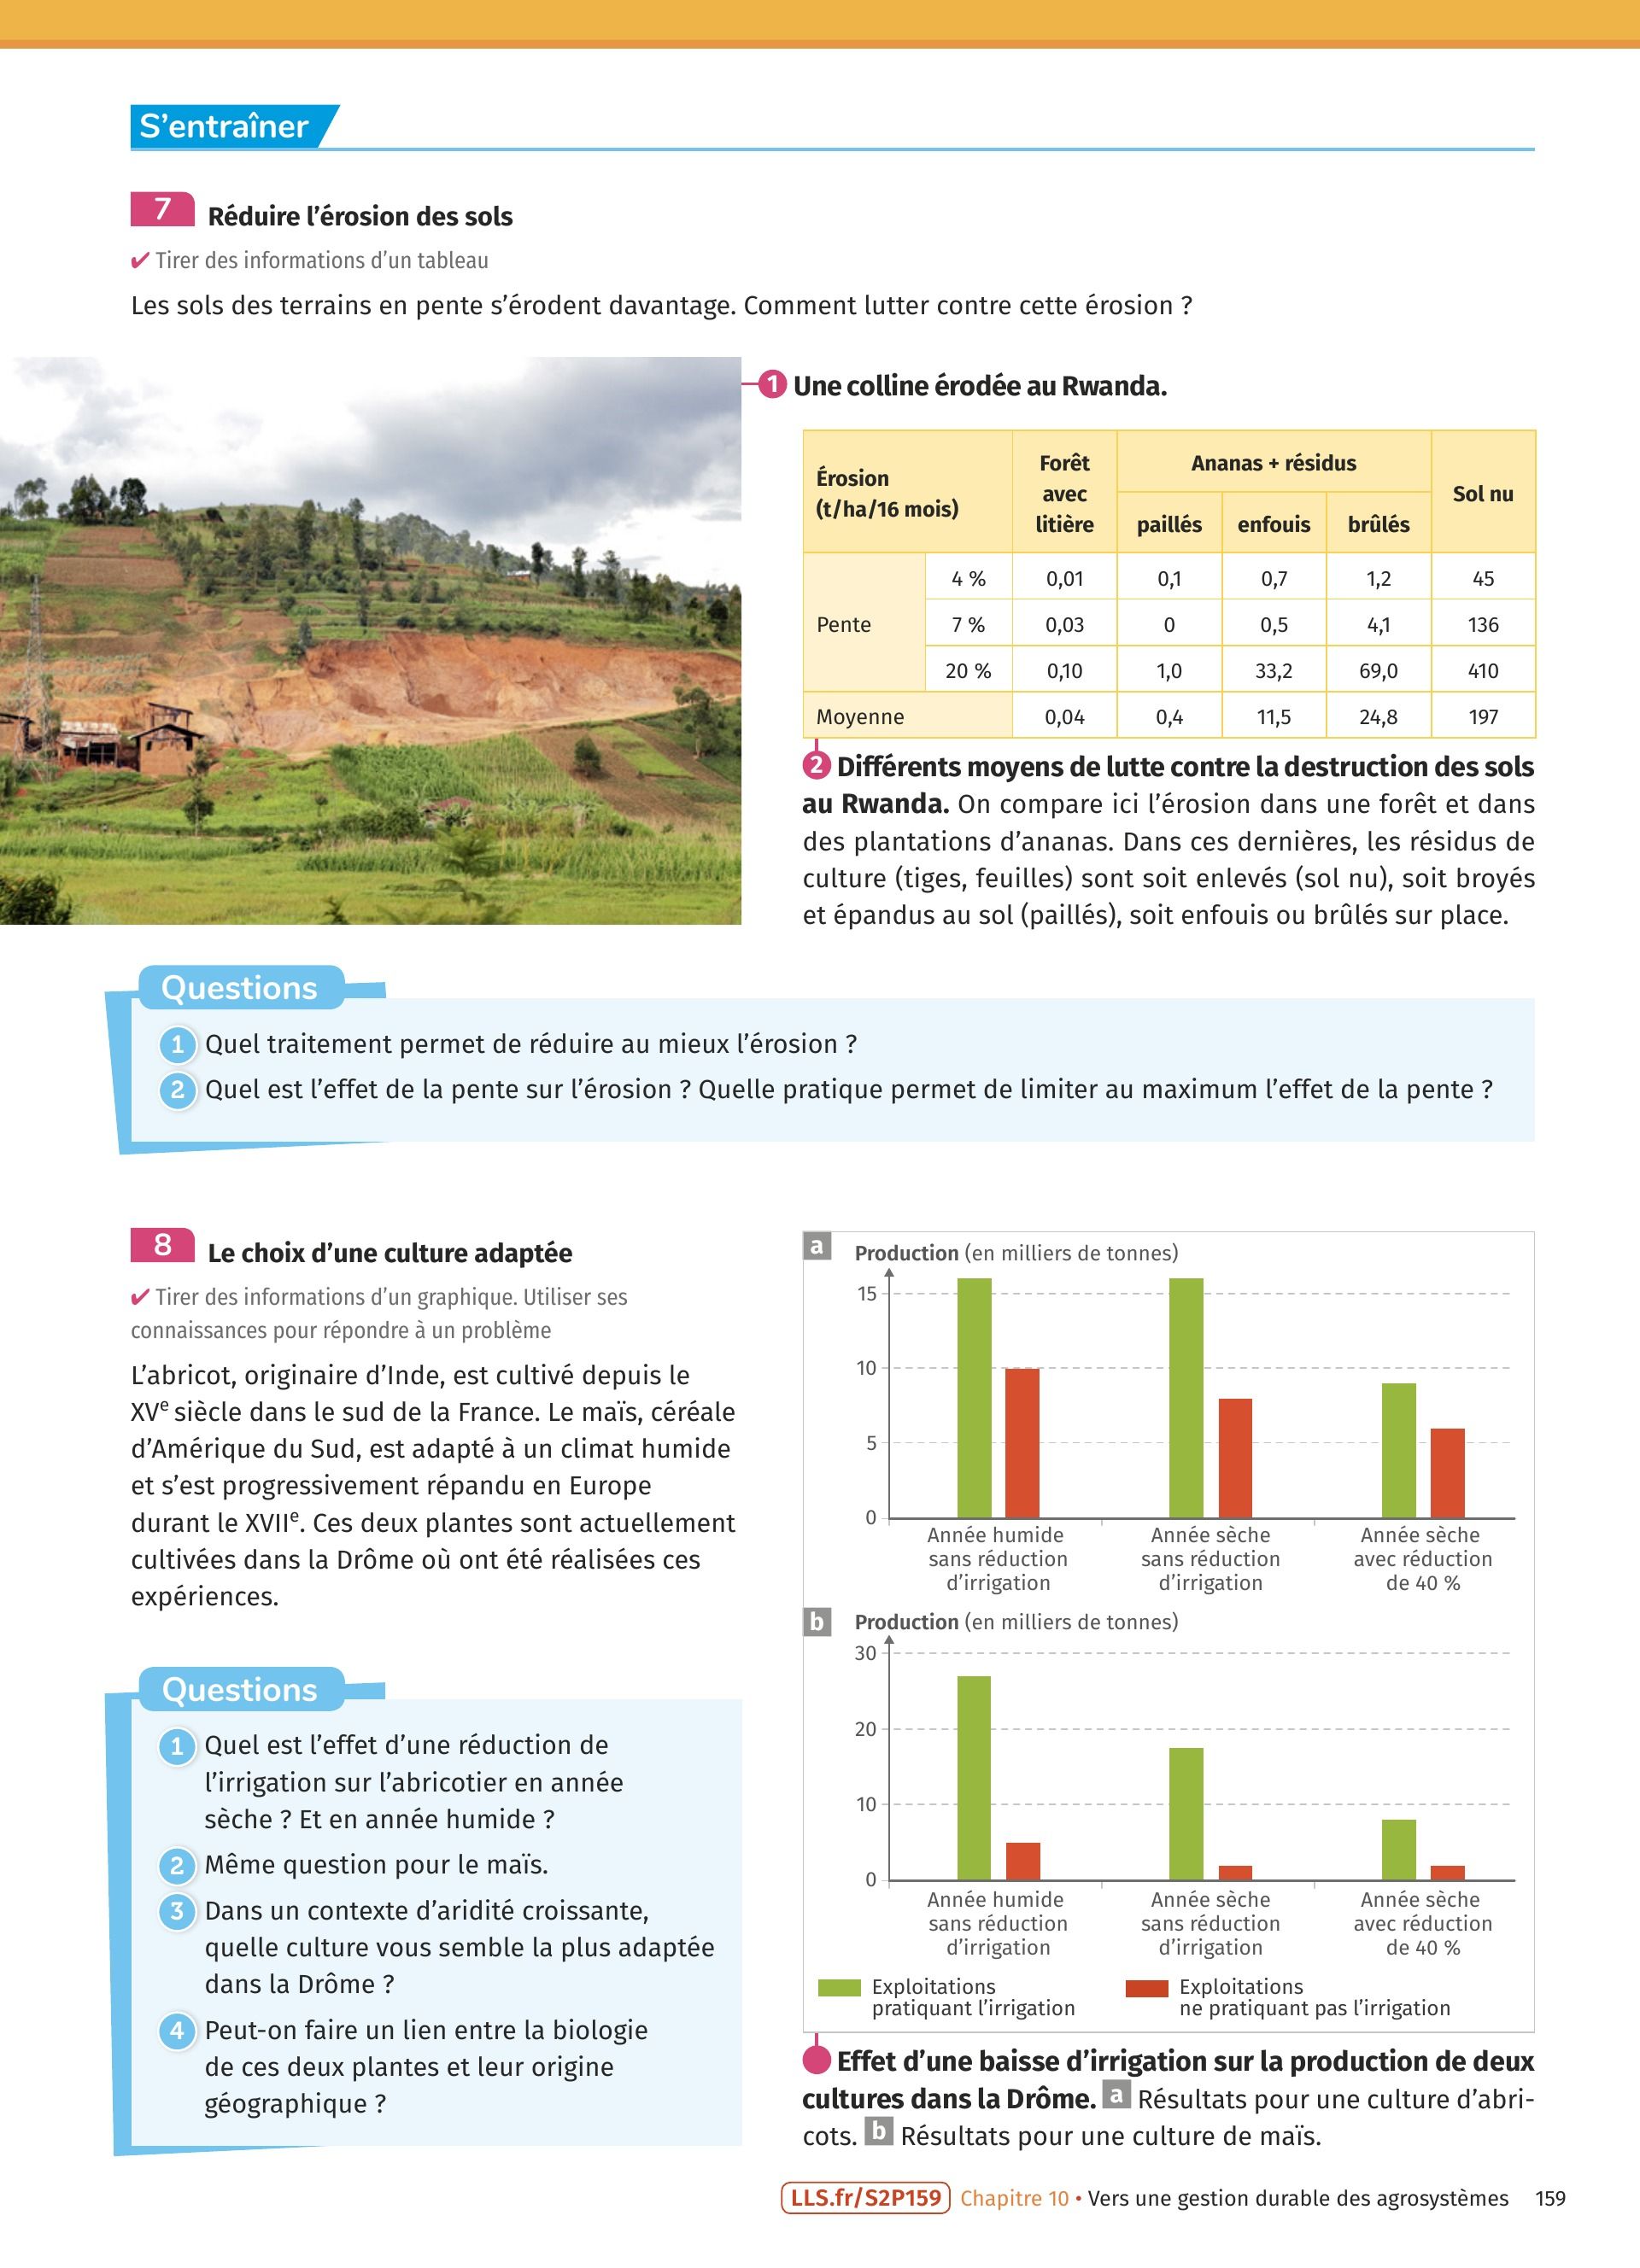 S'entraîner
7 Réduire l'érosion des sols
✔ Tirer des informations d'un tableau
Les sols des terrains en pente s'érodent davantage. Comment lutter contre cette érosion ?
1 Une colline érodée au Rwanda.
Érosion (t/ha/16 mois) Forêt avec litière Ananas + résidus Sol nu
paillés enfouis brûlés
Pente 4 % 0,01 0,1 0,7 1,2 45
7 % 0,03 0 0,5 4,1 136
20 % 0,10 1,0 33,2 69,0 410
Moyenne 0,04 0,4 11,5 24,8 197
2 Différents moyens de lutte contre la destruction des sols
au Rwanda. On compare ici l'érosion dans une forêt et dans
des plantations d'ananas. Dans ces dernières, les résidus de
culture (tiges, feuilles) sont soit enlevés (sol nu), soit broyés
et épandus au sol (paillés), soit enfouis ou brûlés sur place.
Questions
1 Quel traitement permet de réduire au mieux l'érosion ?
2 Quel est l'effet de la pente sur l'érosion ? Quelle pratique permet de limiter au maximum l'effet de la pente ?
8 Le choix d'une culture adaptée
✔ Tirer des informations d'un graphique. Utiliser ses
connaissances pour répondre à un problème
L'abricot, originaire d'Inde, est cultivé depuis le
XVe siècle dans le sud de la France. Le maïs, céréale
d'Amérique du Sud, est adapté à un climat humide
et s'est progressivement répandu en Europe
durant le XVIIe. Ces deux plantes sont actuellement
cultivées dans la Drôme où ont été réalisées ces
expériences.
Questions
1 Quel est l'effet d'une réduction de
l'irrigation sur l'abricotier en année
sèche ? Et en année humide ?
2 Même question pour le maïs.
3 Dans un contexte d'aridité croissante,
quelle culture vous semble la plus adaptée
dans la Drôme ?
4 Peut-on faire un lien entre la biologie
de ces deux plantes et leur origine
géographique ?
a Production (en milliers de tonnes)
15
10
5
0
Année humide Année sèche Année sèche
sans réduction sans réduction avec réduction
d'irrigation d'irrigation de 40 %
b Production (en milliers de tonnes)
30
20
10
0
Année humide Année sèche Année sèche
sans réduction sans réduction avec réduction
d'irrigation d'irrigation de 40 %
Exploitations Exploitations
pratiquant l'irrigation ne pratiquant pas l'irrigation
Effet d'une baisse d'irrigation sur la production de deux
cultures dans la Drôme. a Résultats pour une culture d'abri-
cots. b Résultats pour une culture de maïs.
LLS.fr/S2P159 Chapitre 10 • Vers une gestion durable des agrosystèmes 159